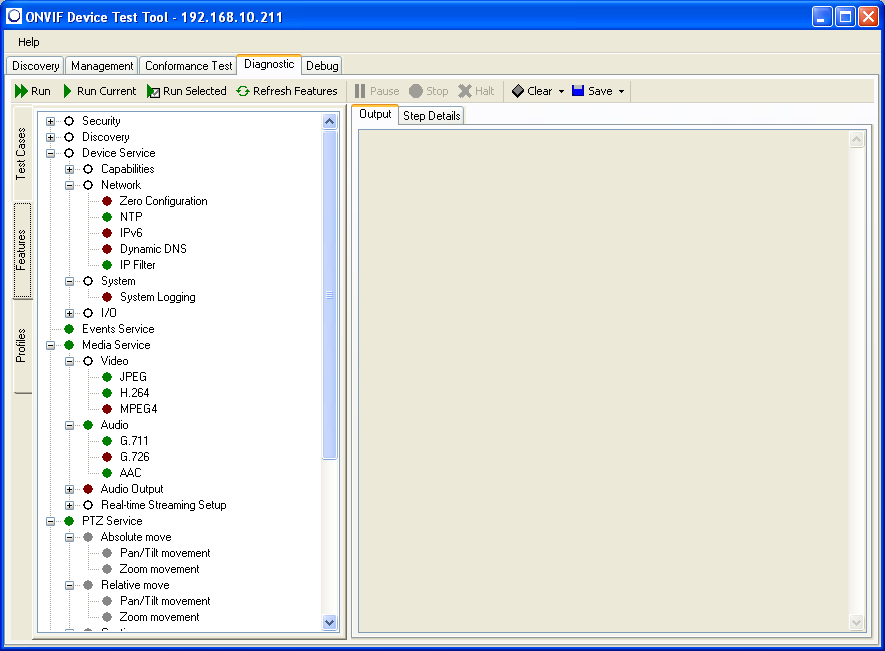 ONVIF Device Test Tool - 192.168.10.211
Help
Discovery Management Conformance Test Diagnostic Debug
Run Run Current Run Selected Refresh Features Pause Stop Halt Clear Save
Test Cases
Features
Profiles
Security
Discovery
Device Service
Capabilities
Network
Zero Configuration
NTP
IPv6
Dynamic DNS
IP Filter
System
System Logging
I/O
Events Service
Media Service
Video
JPEG
H.264
MPEG4
Audio
G.711
G.726
AAC
Audio Output
Real-time Streaming Setup
PTZ Service
Absolute move
Pan/Tilt movement
Zoom movement
Relative move
Pan/Tilt movement
Zoom movement
Output Step Details